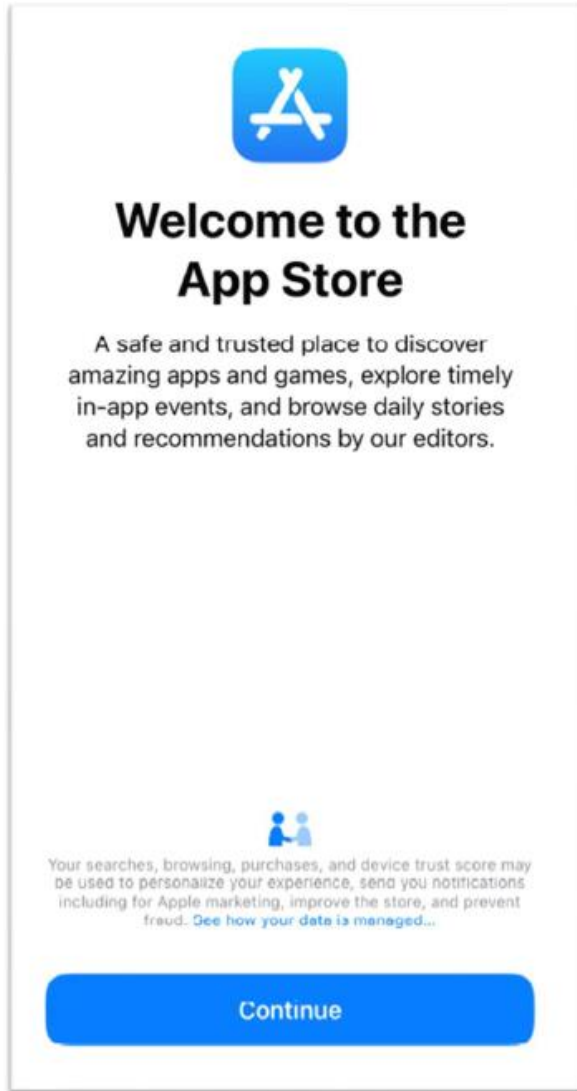 Welcome to the
App Store
A safe and trusted place to discover
amazing apps and games, explore timely
in-app events, and browse daily stories
and recommendations by our editors.
Your searches, browsing, purchases, and device trust score may
be used to personalize your experience, send you notifications
including for Apple marketing, improve the store, and prevent
fraud. See how your data is managed...
Continue